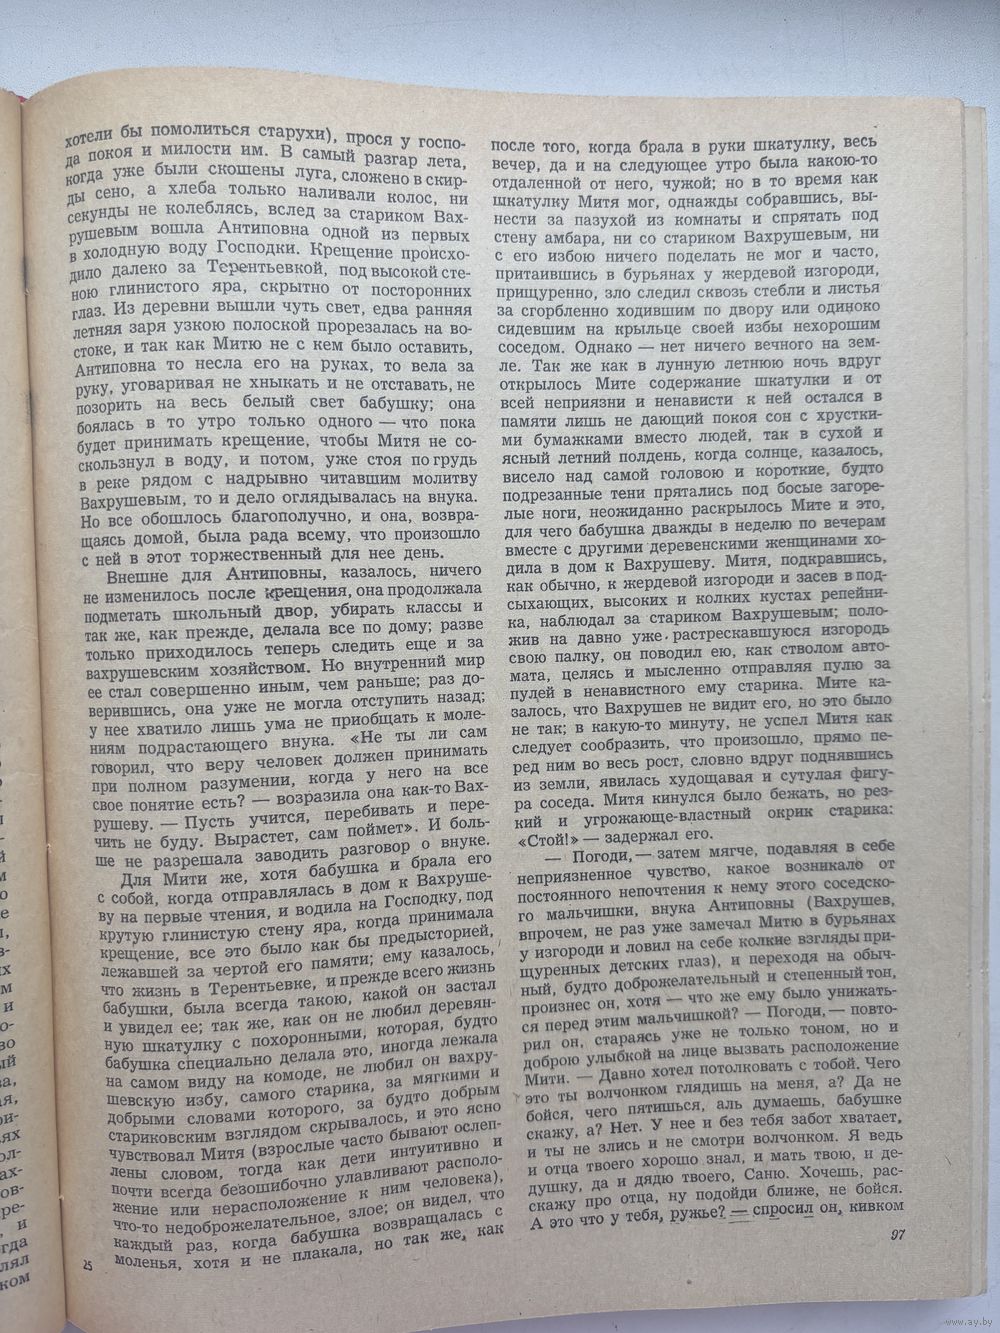 хотели бы помолиться старухи), прося у госпо-
да покоя и милости им. В самый разгар лета,
когда уже были скошены луга, сложено в скир-
ды сено, а хлеба только наливали колос, ни
секунды не колеблясь, вслед за стариком Вах-
рушевым вошла Антиповна одной из первых
в холодную воду Господки. Крещение происхо-
дило далеко за Терентьевкой, под высокой сте-
ною глинистого яра, скрытно от посторонних
глаз. Из деревни вышли чуть свет, едва ранняя
летняя заря узкою полоской прорезалась на во-
стоке, и так как Митю не с кем было оставить,
Антиповна то несла его на руках, то вела за
руку, уговаривая не хныкать и не отставать, не
позорить на весь белый свет бабушку; она
боялась в то утро только одного — что пока
будет принимать крещение, чтобы Митя не со-
скользнул в воду, и потом, уже стоя по грудь
в реке рядом с надрывно читавшим молитву
Вахрушевым, то и дело оглядывалась на внука.
Но все обошлось благополучно, и она, возвра-
щаясь домой, была рада всему, что произошло
с ней в этот торжественный для нее день.
Внешне для Антиповны, казалось, ничего
не изменилось после крещения, она продолжала
подметать школьный двор, убирать классы и
так же, как прежде, делала все по дому; разве
только приходилось теперь следить еще и за
вахрушевским хозяйством. Но внутренний мир
ее стал совершенно иным, чем раньше; раз до-
верившись, она уже не могла отступить назад;
у нее хватило лишь ума не приобщать к моле-
ниям подрастающего внука. «Не ты ли сам
говорил, что веру человек должен принимать
при полном разумении, когда у него на все
свое понятие есть? — возразила она как-то Вах-
рушеву. — Пусть учится, перебивать и пере-
чить не буду. Вырастет, сам поймет». И боль-
ше не разрешала заводить разговор о внуке.
Для Мити же, хотя бабушка и брала его
с собой, когда отправлялась в дом к Вахруше-
ву на первые чтения, и водила на Господку, под
крутую глинистую стену яра, когда принимала
крещение, все это было как бы предысторией,
лежавшей за чертой его памяти; ему казалось,
что жизнь в Терентьевке, и прежде всего жизнь
бабушки, была всегда такою, какой он застал
и увидел ее; так же, как он не любил деревян-
ную шкатулку с похоронными, которая, будто
бабушка специально делала это, иногда лежала
на самом виду на комоде, не любил он вахру-
шевскую избу, самого старика, за мягкими и
добрыми словами которого, за будто добрым
стариковским взглядом скрывалось, и это ясно
чувствовал Митя (взрослые часто бывают ослеп-
лены словом, тогда как дети интуитивно и
почти всегда безошибочно улавливают располо-
жение или нерасположение к ним человека),
что-то недоброжелательное, злое; он видел, что
каждый раз, когда бабушка возвращалась с
моленья, хотя и не плакала, но так же, как
25
после того, когда брала в руки шкатулку, весь
вечер, да и на следующее утро была какою-то
отдаленной от него, чужой; но в то время как
шкатулку Митя мог, однажды собравшись, вы-
нести за пазухой из комнаты и спрятать под
стену амбара, ни со стариком Вахрушевым, ни
с его избою ничего поделать не мог и часто,
притаившись в бурьянах у жердевой изгороди,
прищуренно, зло следил сквозь стебли и листья
за сгорбленно ходившим по двору или одиноко
сидевшим на крыльце своей избы нехорошим
соседом. Однако — нет ничего вечного на зем-
ле. Так же как в лунную летнюю ночь вдруг
открылось Мите содержание шкатулки и от
всей неприязни и ненависти к ней остался в
памяти лишь не дающий покоя сон с хрустки-
ми бумажками вместо людей, так в сухой и
ясный летний полдень, когда солнце, казалось,
висело над самой головою и короткие, будто
подрезанные тени прятались под босые загоре-
лые ноги, неожиданно раскрылось Мите и это,
для чего бабушка дважды в неделю по вечерам
вместе с другими деревенскими женщинами хо-
дила в дом к Вахрушеву. Митя, подкравшись,
как обычно, к жердевой изгороди и засев в под-
сыхающих, высоких и колких кустах репейни-
ка, наблюдал за стариком Вахрушевым; поло-
жив на давно уже растрескавшуюся изгородь
свою палку, он поводил ею, как стволом авто-
мата, целясь и мысленно отправляя пулю за
пулей в ненавистного ему старика. Мите ка-
залось, что Вахрушев не видит его, но это было
не так; в какую-то минуту, не успел Митя как
следует сообразить, что произошло, прямо пе-
ред ним во весь рост, словно вдруг поднявшись
из земли, явилась худощавая и сутулая фигу-
ра соседа. Митя кинулся было бежать, но рез-
кий и угрожающе-властный окрик старика:
«Стой!» — задержал его.
— Погоди, — затем мягче, подавляя в себе
неприязненное чувство, какое возникало от
постоянного непочтения к нему этого соседско-
го мальчишки, внука Антиповны (Вахрушев,
впрочем, не раз уже замечал Митю в бурьянах
у изгороди и ловил на себе колкие взгляды при-
щуренных детских глаз), и переходя на обыч-
ный, будто доброжелательный и степенный тон,
произнес он, хотя — что же ему было унижать-
ся перед этим мальчишкой? — Погоди, — повто-
рил он, стараясь уже не только тоном, но и
доброю улыбкой на лице вызвать расположение
Мити. — Давно хотел потолковать с тобой. Чего
это ты волчонком глядишь на меня, а? Да не
бойся, чего пятишься, аль думаешь, бабушке
скажу, а? Нет. У нее и без тебя забот хватает,
и ты не злись и не смотри волчонком. Я ведь
и отца твоего хорошо знал, и мать твою, и де-
душку, да и дядю твоего, Саню. Хочешь, рас-
скажу про отца, ну подойди ближе, не бойся.
А это что у тебя, ружье? — спросил он, кивком
97
www.ay.by